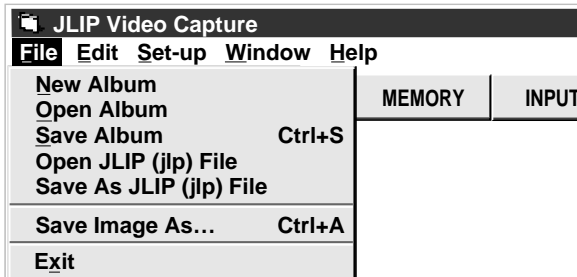 JLIP Video Capture
File Edit Set-up Window Help
New Album
Open Album
Save Album Ctrl+S
Open JLIP (jlp) File
Save As JLIP (jlp) File
Save Image As… Ctrl+A
Exit
MEMORY INPUT